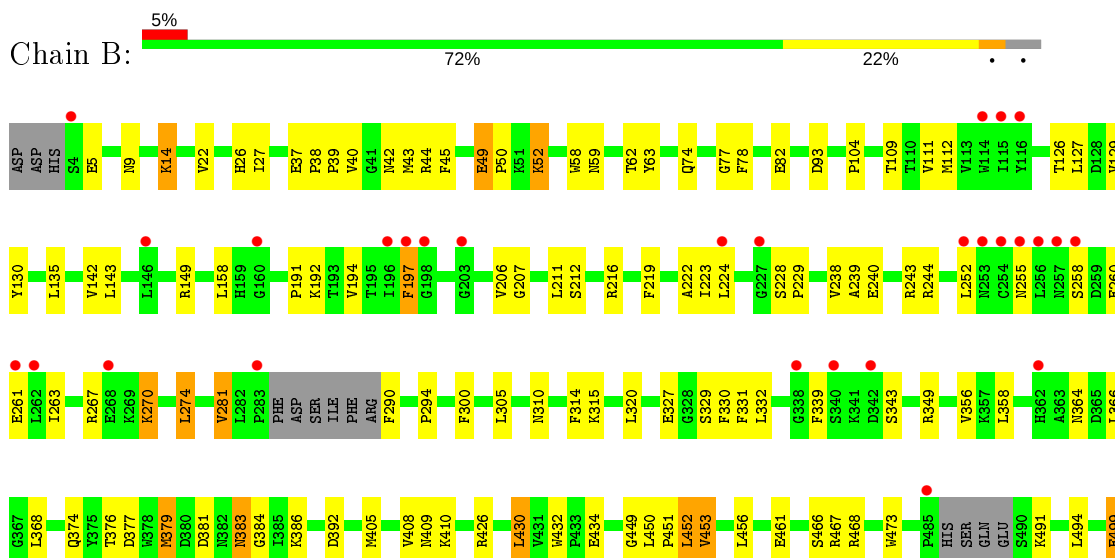 5%
Chain B:
72% 22% • •
ASP ASP HIS S4 E5 N9 K14 V22 H26 I27 E37 P38 P39 V40 G41 N42 M43 R44 F45 E49 P50 K51 K52 W58 N59 T62 Y63 Q74 G77 F78 E82 D93 P104 T109 T110 V111 M112 V113 W114 I115 Y116 T126 L127 D128 V129
Y130 L135 V142 L143 L146 R149 L158 H159 G160 P191 K192 T193 V194 T195 I196 F197 G198 G203 V206 G207 L211 S212 R216 F219 A222 I223 L224 G227 S228 P229 V238 A239 E240 R243 R244 L252 N253 C254 N255 L256 N257 S258 D259
E261 L262 I263 R267 E268 K269 K270 L274 V281 L282 P283 PHE ASP SER ILE PHE ARG F290 P294 F300 L305 N310 F314 K315 L320 E327 G328 S329 F330 F331 L332 G338 F339 S340 K341 D342 S343 R349 V356 K357 L358 H362 A363 N364 D365 L366
G367 L368 Q374 Y375 T376 D377 W378 M379 D380 D381 N382 N383 G384 I385 K386 D392 M405 V408 N409 K410 R426 L430 V431 W432 P433 E434 G449 L450 P451 L452 V453 L456 E461 S466 R467 R468 W473 P485 HIS SER GLN GLU S490 K491 L494